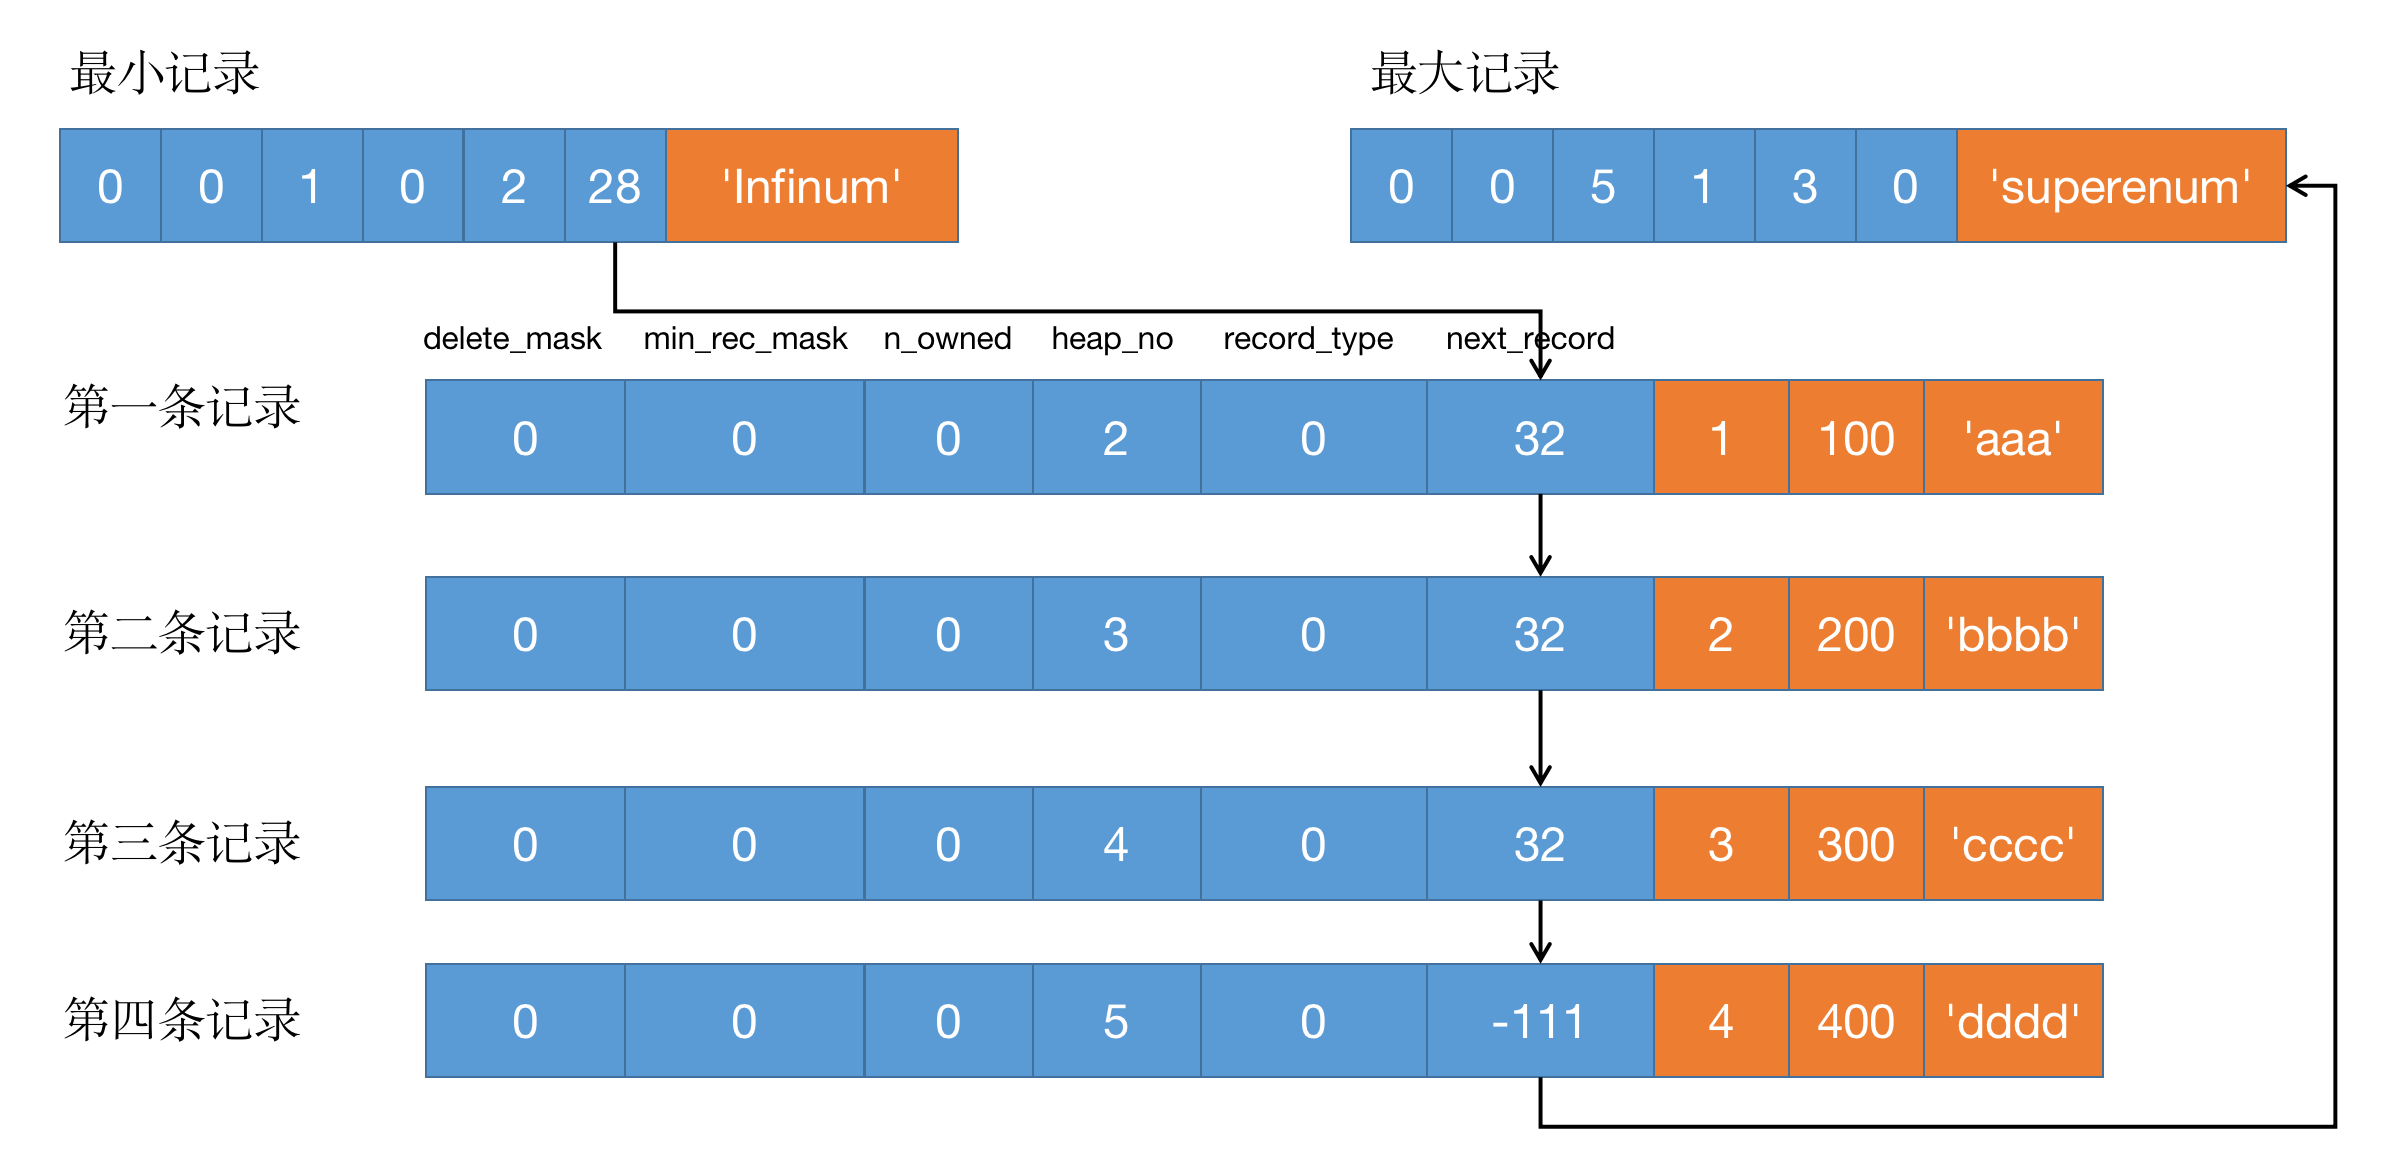 最小记录
最大记录
0 0 1 0 2 28 'Infinum'
0 0 5 1 3 0 'superenum'
delete_mask min_rec_mask n_owned heap_no record_type next_record
第一条记录
0 0 0 2 0 32 1 100 'aaa'
第二条记录
0 0 0 3 0 32 2 200 'bbbb'
第三条记录
0 0 0 4 0 32 3 300 'cccc'
第四条记录
0 0 0 5 0 -111 4 400 'dddd'